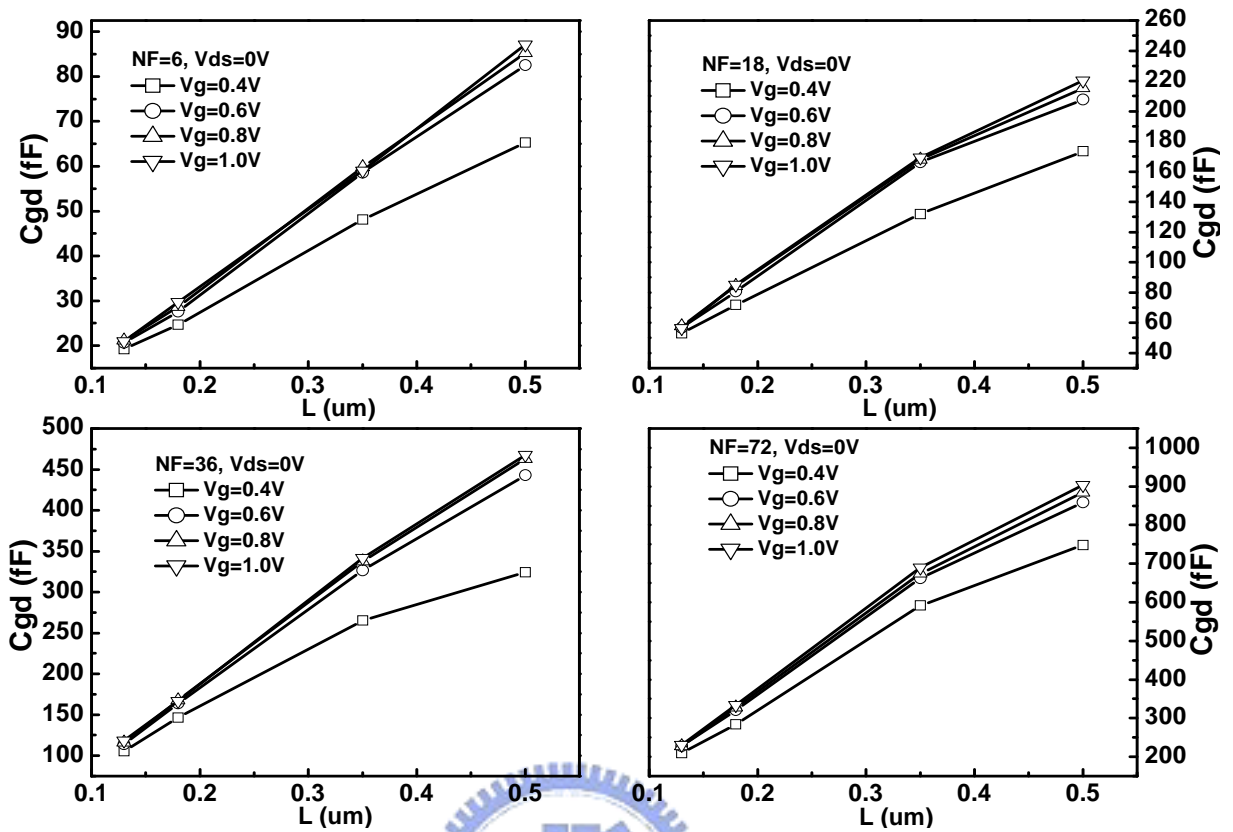 90
80
70
60
50
40
30
20
Cgd (fF)
NF=6, Vds=0V
Vg=0.4V
Vg=0.6V
Vg=0.8V
Vg=1.0V
0.1 0.2 0.3 0.4 0.5
L (um)
NF=18, Vds=0V
Vg=0.4V
Vg=0.6V
Vg=0.8V
Vg=1.0V
260
240
220
200
180
160
140
120
100
80
60
40
Cgd (fF)
0.1 0.2 0.3 0.4 0.5
L (um)
500
450
400
350
300
250
200
150
100
Cgd (fF)
NF=36, Vds=0V
Vg=0.4V
Vg=0.6V
Vg=0.8V
Vg=1.0V
0.1 0.2 0.3 0.4 0.5
L (um)
NF=72, Vds=0V
Vg=0.4V
Vg=0.6V
Vg=0.8V
Vg=1.0V
1000
900
800
700
600
500
400
300
200
Cgd (fF)
0.1 0.2 0.3 0.4 0.5
L (um)